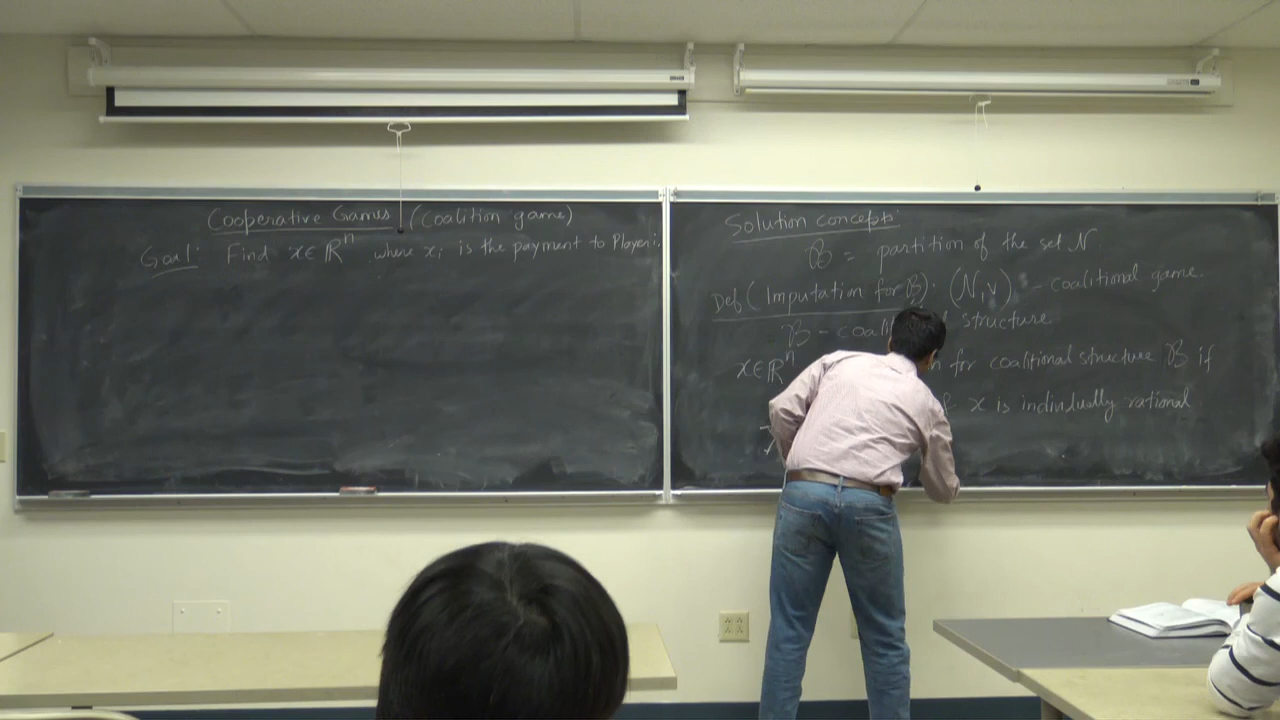 Cooperative Games (Coalition game)
Goal: Find x∈ℝⁿ where xᵢ is the payment to Player i.
Solution concepts:
ℬ = partition of the set N.
Def (Imputation for ℬ): (N,v) - coalitional game.
ℬ - coali structure
x∈ℝⁿ for coalitional structure ℬ if
x is individually rational